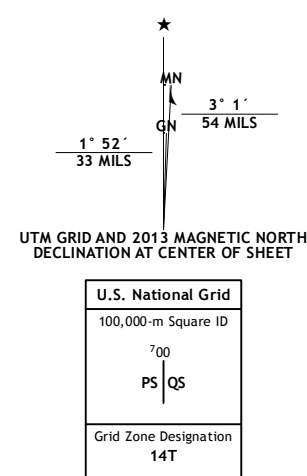 ★
MN
3° 1´
54 MILS
GN
1° 52´
33 MILS
UTM GRID AND 2013 MAGNETIC NORTH
DECLINATION AT CENTER OF SHEET
U.S. National Grid
100,000-m Square ID
⁷00
PS QS
Grid Zone Designation
14T